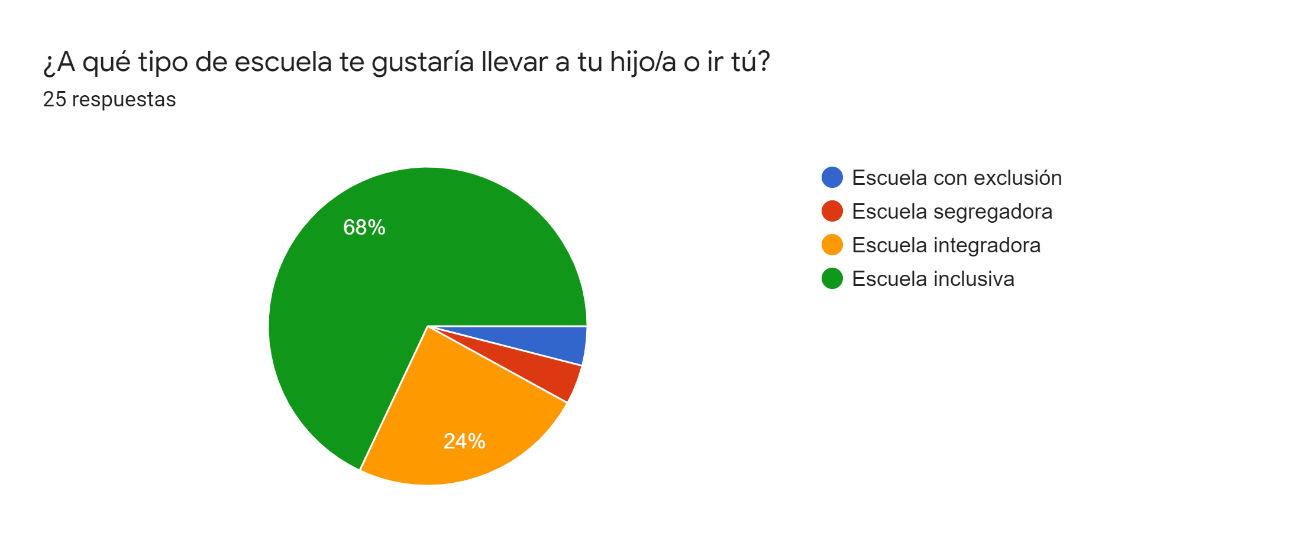 ¿A qué tipo de escuela te gustaría llevar a tu hijo/a o ir tú?
25 respuestas
68%
24%
Escuela con exclusión
Escuela segregadora
Escuela integradora
Escuela inclusiva